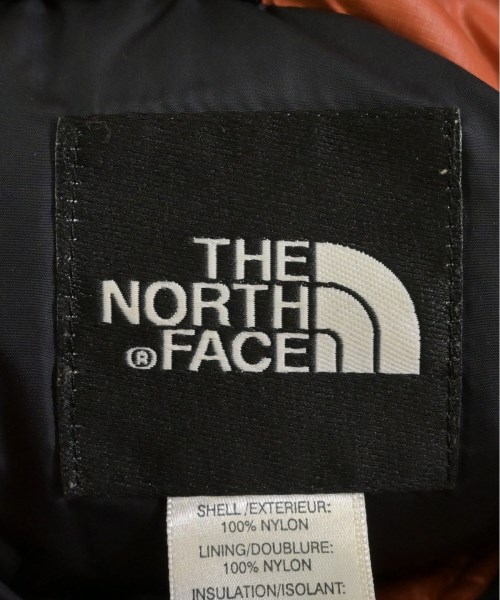 THE
NORTH
® FACE
SHELL/EXTERIEUR:
100% NYLON
LINING/DOUBLURE:
100% NYLON
INSULATION/ISOLANT: